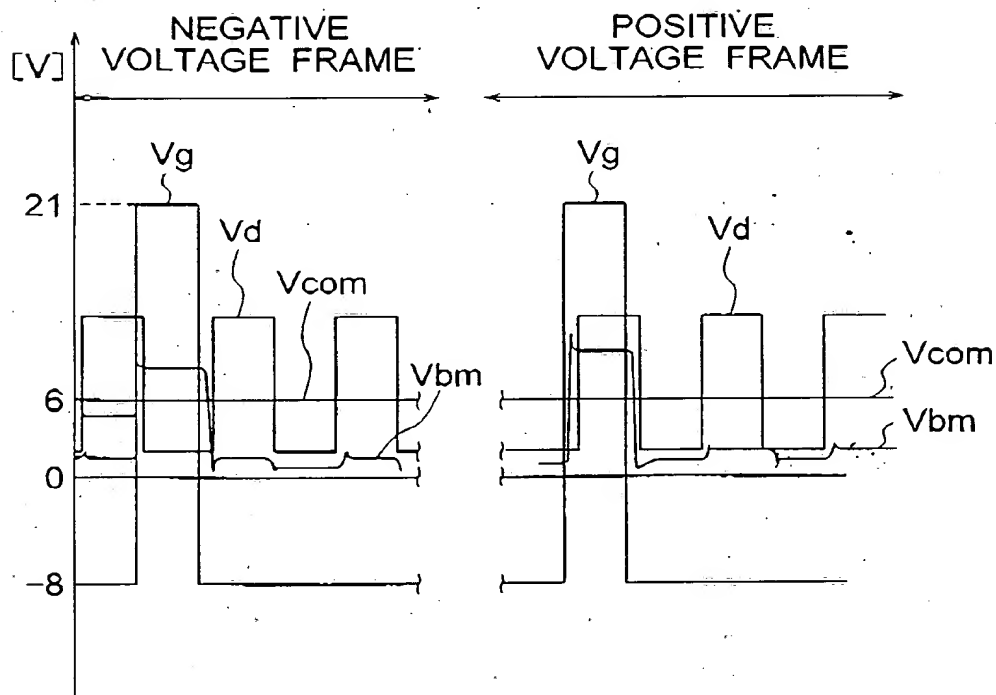 NEGATIVE
VOLTAGE FRAME
POSITIVE
VOLTAGE FRAME
[V]
Vg
Vg
21
Vd
Vd
Vcom
Vcom
Vbm
6
Vbm
0
−8